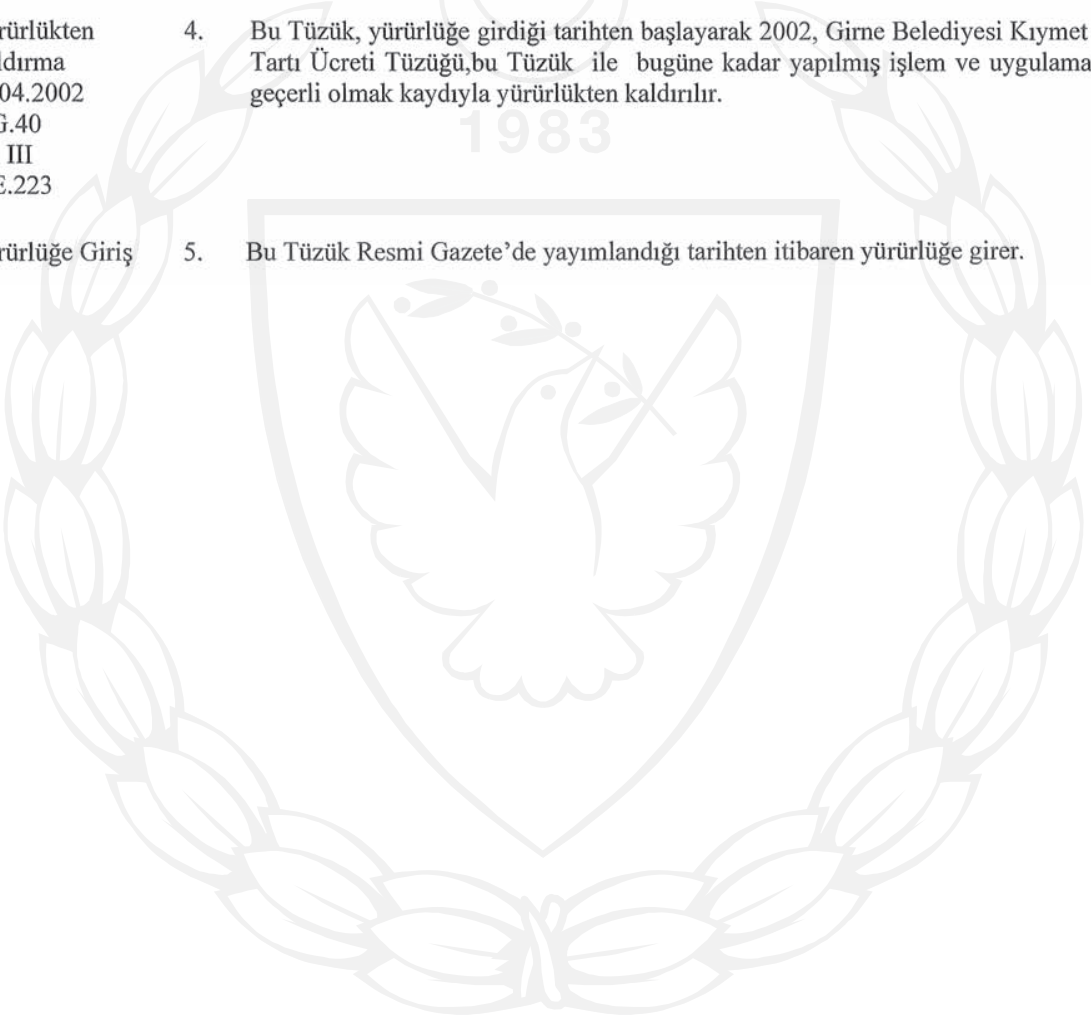 rürlükten
ldırma
04.2002
G.40
III
E.223
4. Bu Tüzük, yürürlüğe girdiği tarihten başlayarak 2002, Girne Belediyesi Kıymet
Tartı Ücreti Tüzüğü,bu Tüzük ile bugüne kadar yapılmış işlem ve uygulama
geçerli olmak kaydıyla yürürlükten kaldırılır.
1983
rürlüğe Giriş 5. Bu Tüzük Resmi Gazete’de yayımlandığı tarihten itibaren yürürlüğe girer.